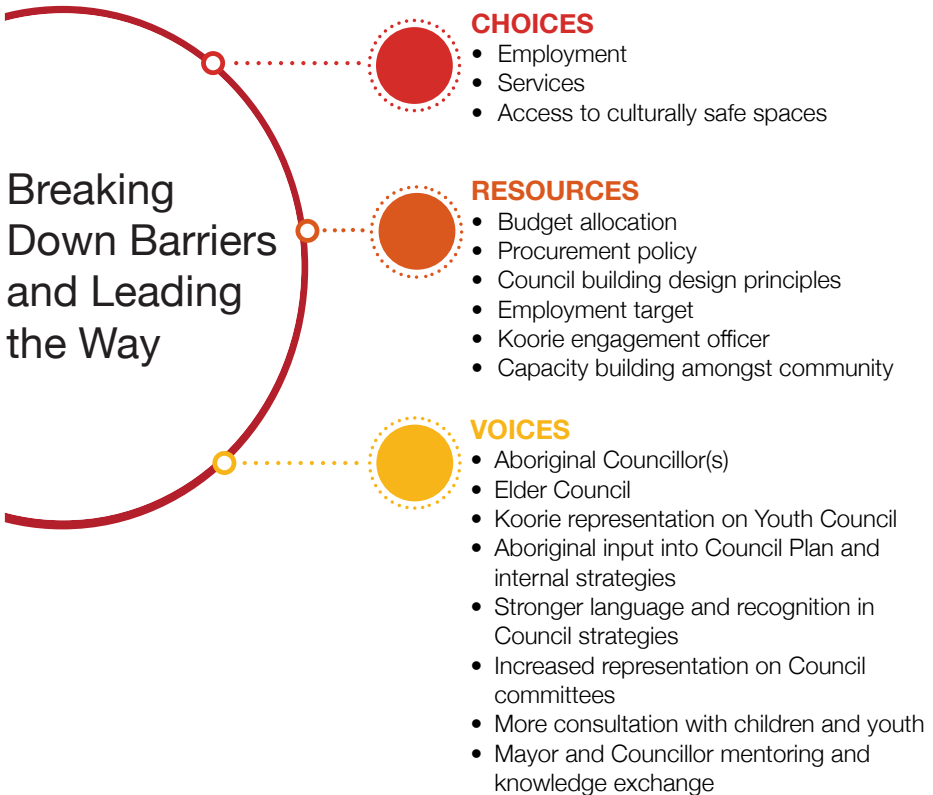 Breaking
Down Barriers
and Leading
the Way
CHOICES
• Employment
• Services
• Access to culturally safe spaces
RESOURCES
• Budget allocation
• Procurement policy
• Council building design principles
• Employment target
• Koorie engagement officer
• Capacity building amongst community
VOICES
• Aboriginal Councillor(s)
• Elder Council
• Koorie representation on Youth Council
• Aboriginal input into Council Plan and
internal strategies
• Stronger language and recognition in
Council strategies
• Increased representation on Council
committees
• More consultation with children and youth
• Mayor and Councillor mentoring and
knowledge exchange